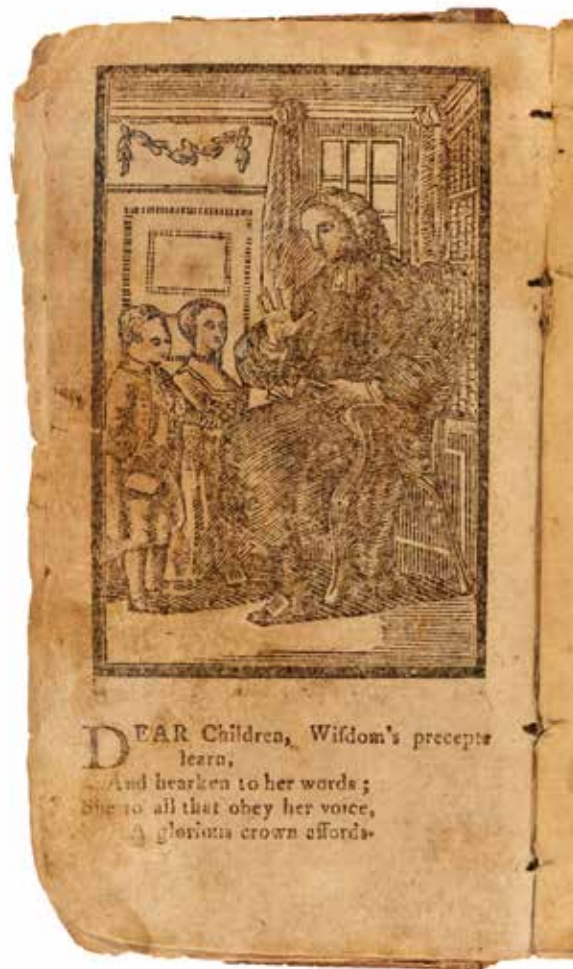 DEAR Children, Wiſdom's precepts
learn,
And hearken to her words;
She to all that obey her voice,
A glorious crown affords.